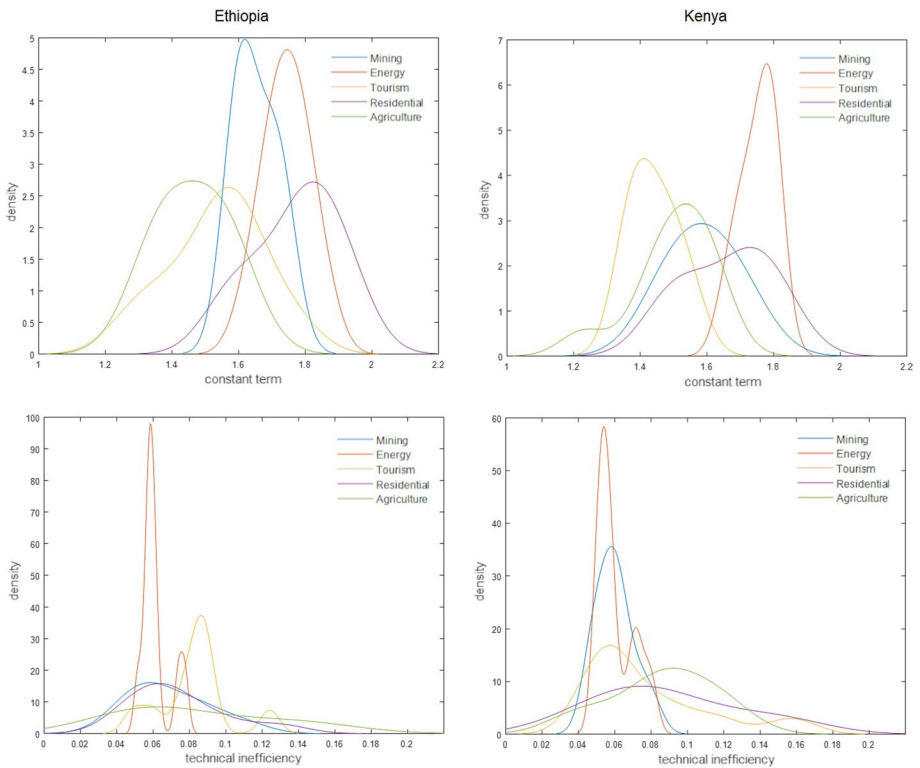 Ethiopia
Kenya
5
4.5
4
3.5
3
2.5
2
1.5
1
0.5
0
density
1
1.2
1.4
1.6
1.8
2
2.2
constant term
Mining
Energy
Tourism
Residential
Agriculture
7
6
5
4
3
2
1
0
density
1
1.2
1.4
1.6
1.8
2
2.2
constant term
Mining
Energy
Tourism
Residential
Agriculture
100
90
80
70
60
50
40
30
20
10
0
density
0
0.02
0.04
0.06
0.08
0.1
0.12
0.14
0.16
0.18
0.2
technical inefficiency
Mining
Energy
Tourism
Residential
Agriculture
60
50
40
30
20
10
0
density
0
0.02
0.04
0.06
0.08
0.1
0.12
0.14
0.16
0.18
0.2
technical inefficiency
Mining
Energy
Tourism
Residential
Agriculture